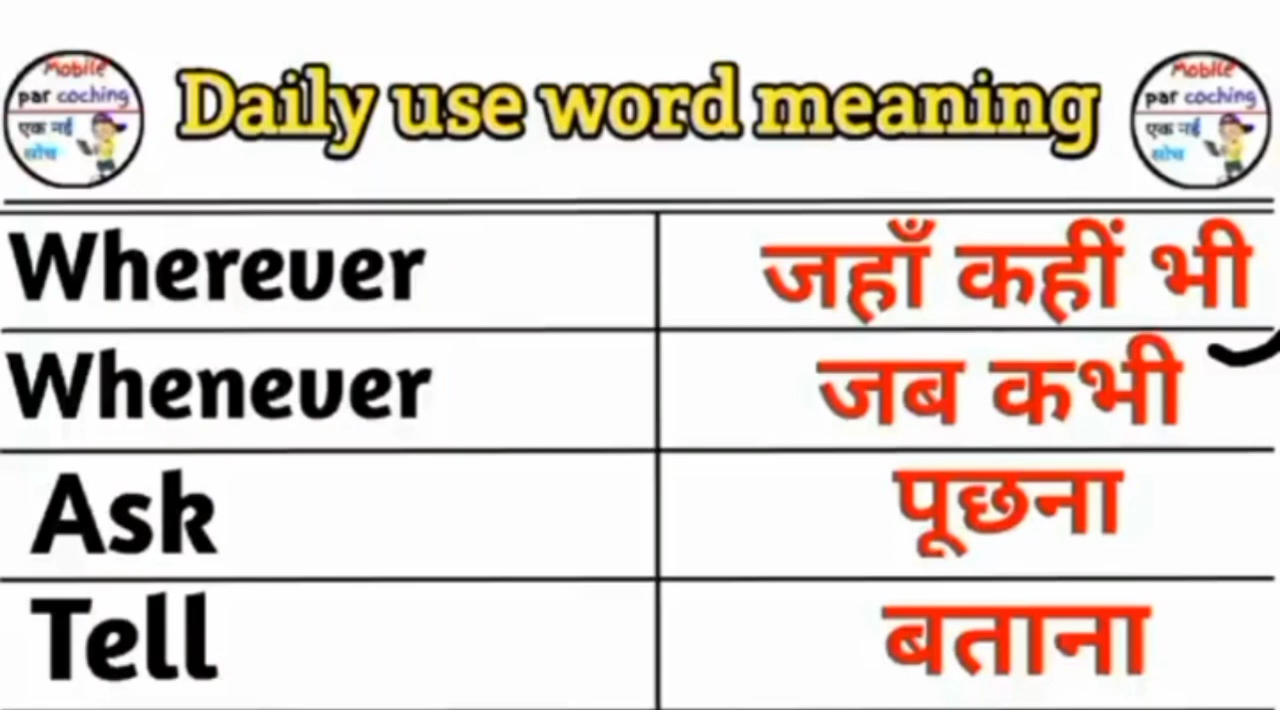 Mobile
par coching
एक नई
सोच
Daily use word meaning
Mobile
par coching
एक नई
सोच
Wherever जहाँ कहीं भी
Whenever जब कभी
Ask पूछना
Tell बताना